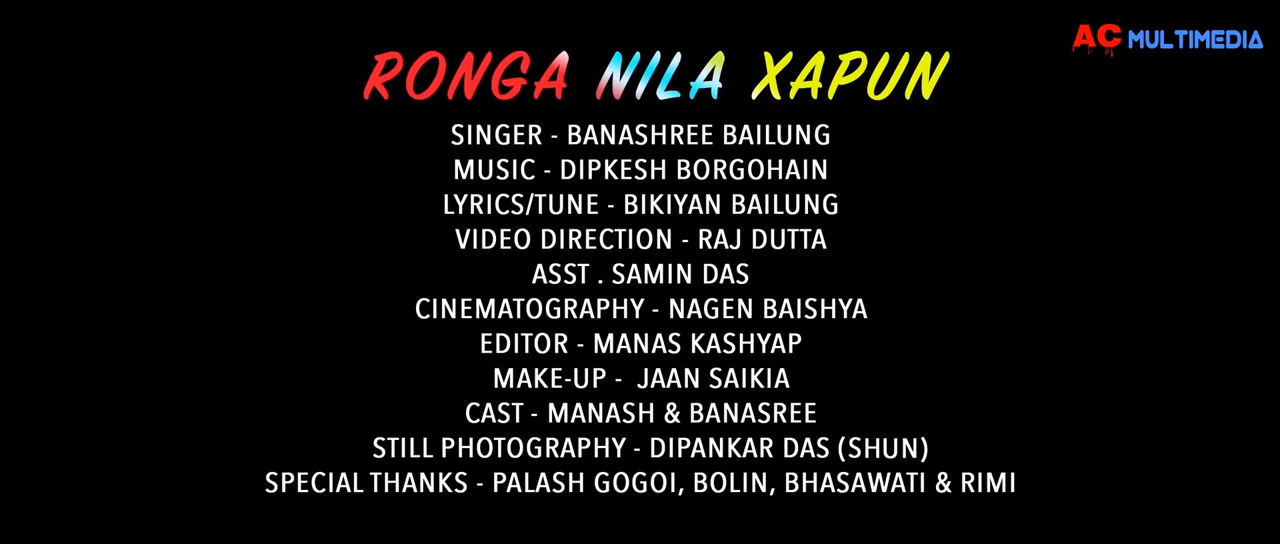 AC MULTIMEDIA
RONGA NILA XAPUN
SINGER - BANASHREE BAILUNG
MUSIC - DIPKESH BORGOHAIN
LYRICS/TUNE - BIKIYAN BAILUNG
VIDEO DIRECTION - RAJ DUTTA
ASST . SAMIN DAS
CINEMATOGRAPHY - NAGEN BAISHYA
EDITOR - MANAS KASHYAP
MAKE-UP -  JAAN SAIKIA
CAST - MANASH & BANASREE
STILL PHOTOGRAPHY - DIPANKAR DAS (SHUN)
SPECIAL THANKS - PALASH GOGOI, BOLIN, BHASAWATI & RIMI